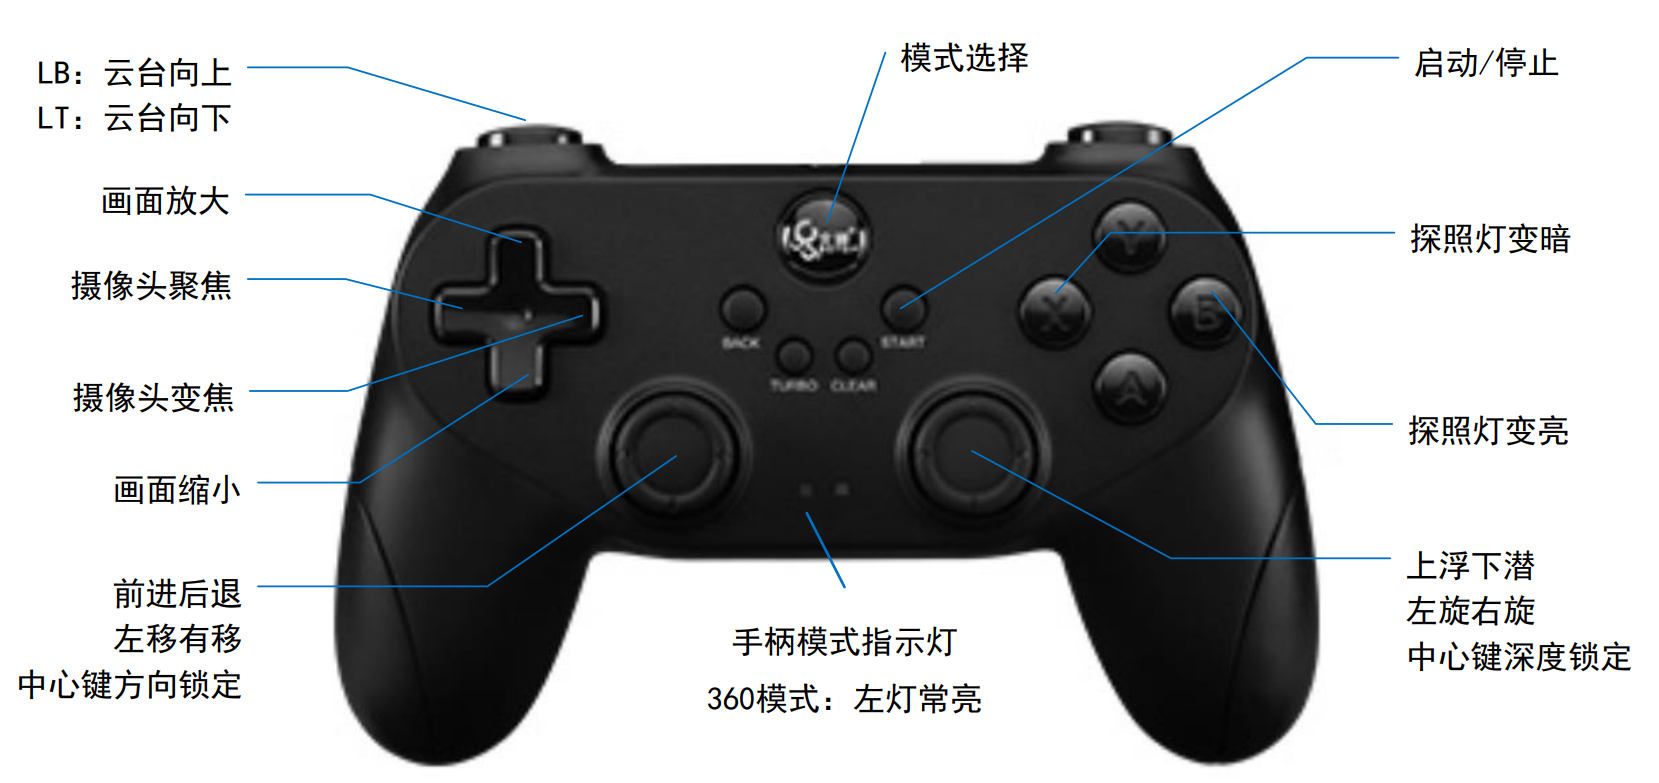 LB：云台向上
LT：云台向下
模式选择
启动/停止
画面放大
探照灯变暗
摄像头聚焦
Y
X
B
A
BACK
START
TURBO
CLEAR
摄像头变焦
探照灯变亮
画面缩小
前进后退
左移有移
中心键方向锁定
上浮下潜
左旋右旋
中心键深度锁定
手柄模式指示灯
360模式：左灯常亮